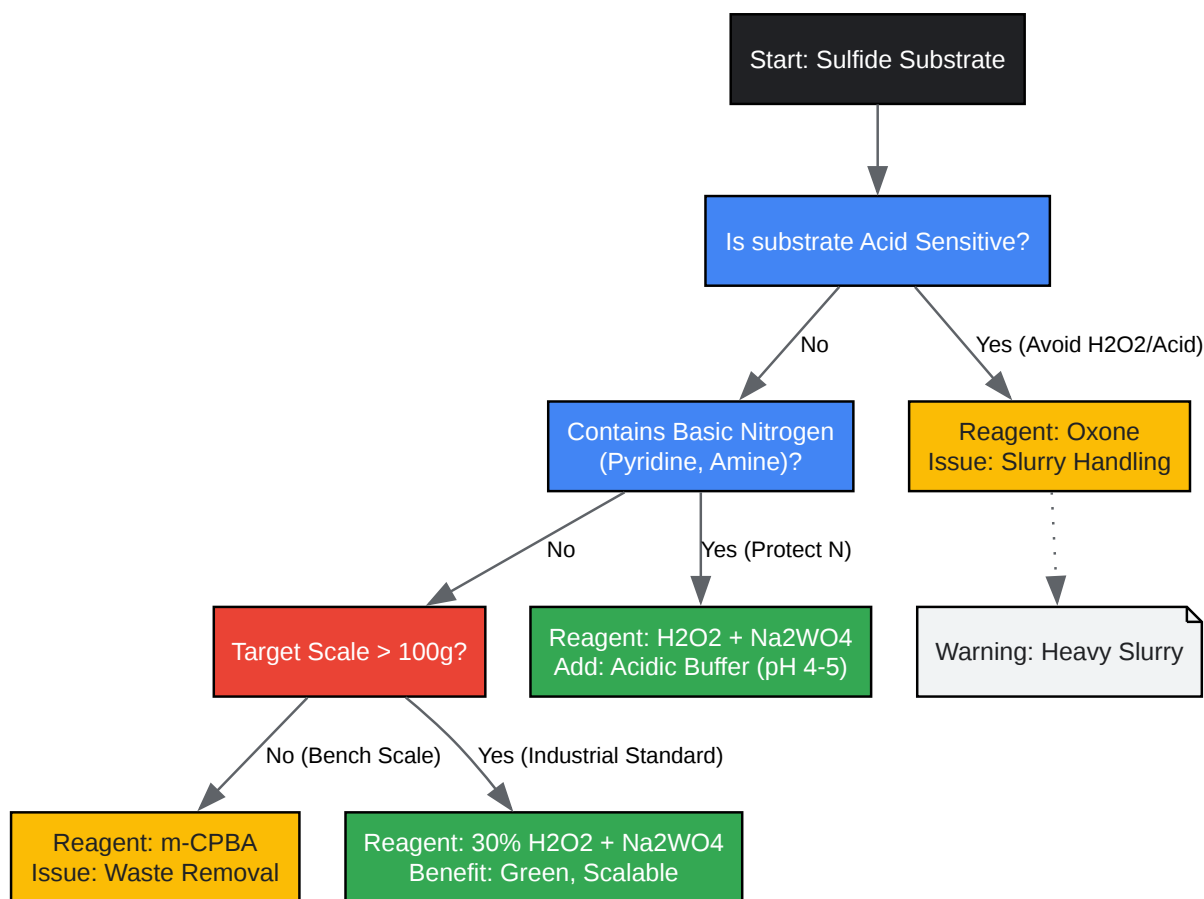 Start: Sulfide Substrate
Is substrate Acid Sensitive?
No
Yes (Avoid H2O2/Acid)
Contains Basic Nitrogen
(Pyridine, Amine)?
Reagent: Oxone
Issue: Slurry Handling
No
Yes (Protect N)
Target Scale > 100g?
Reagent: H2O2 + Na2WO4
Add: Acidic Buffer (pH 4-5)
Warning: Heavy Slurry
No (Bench Scale)
Yes (Industrial Standard)
Reagent: m-CPBA
Issue: Waste Removal
Reagent: 30% H2O2 + Na2WO4
Benefit: Green, Scalable